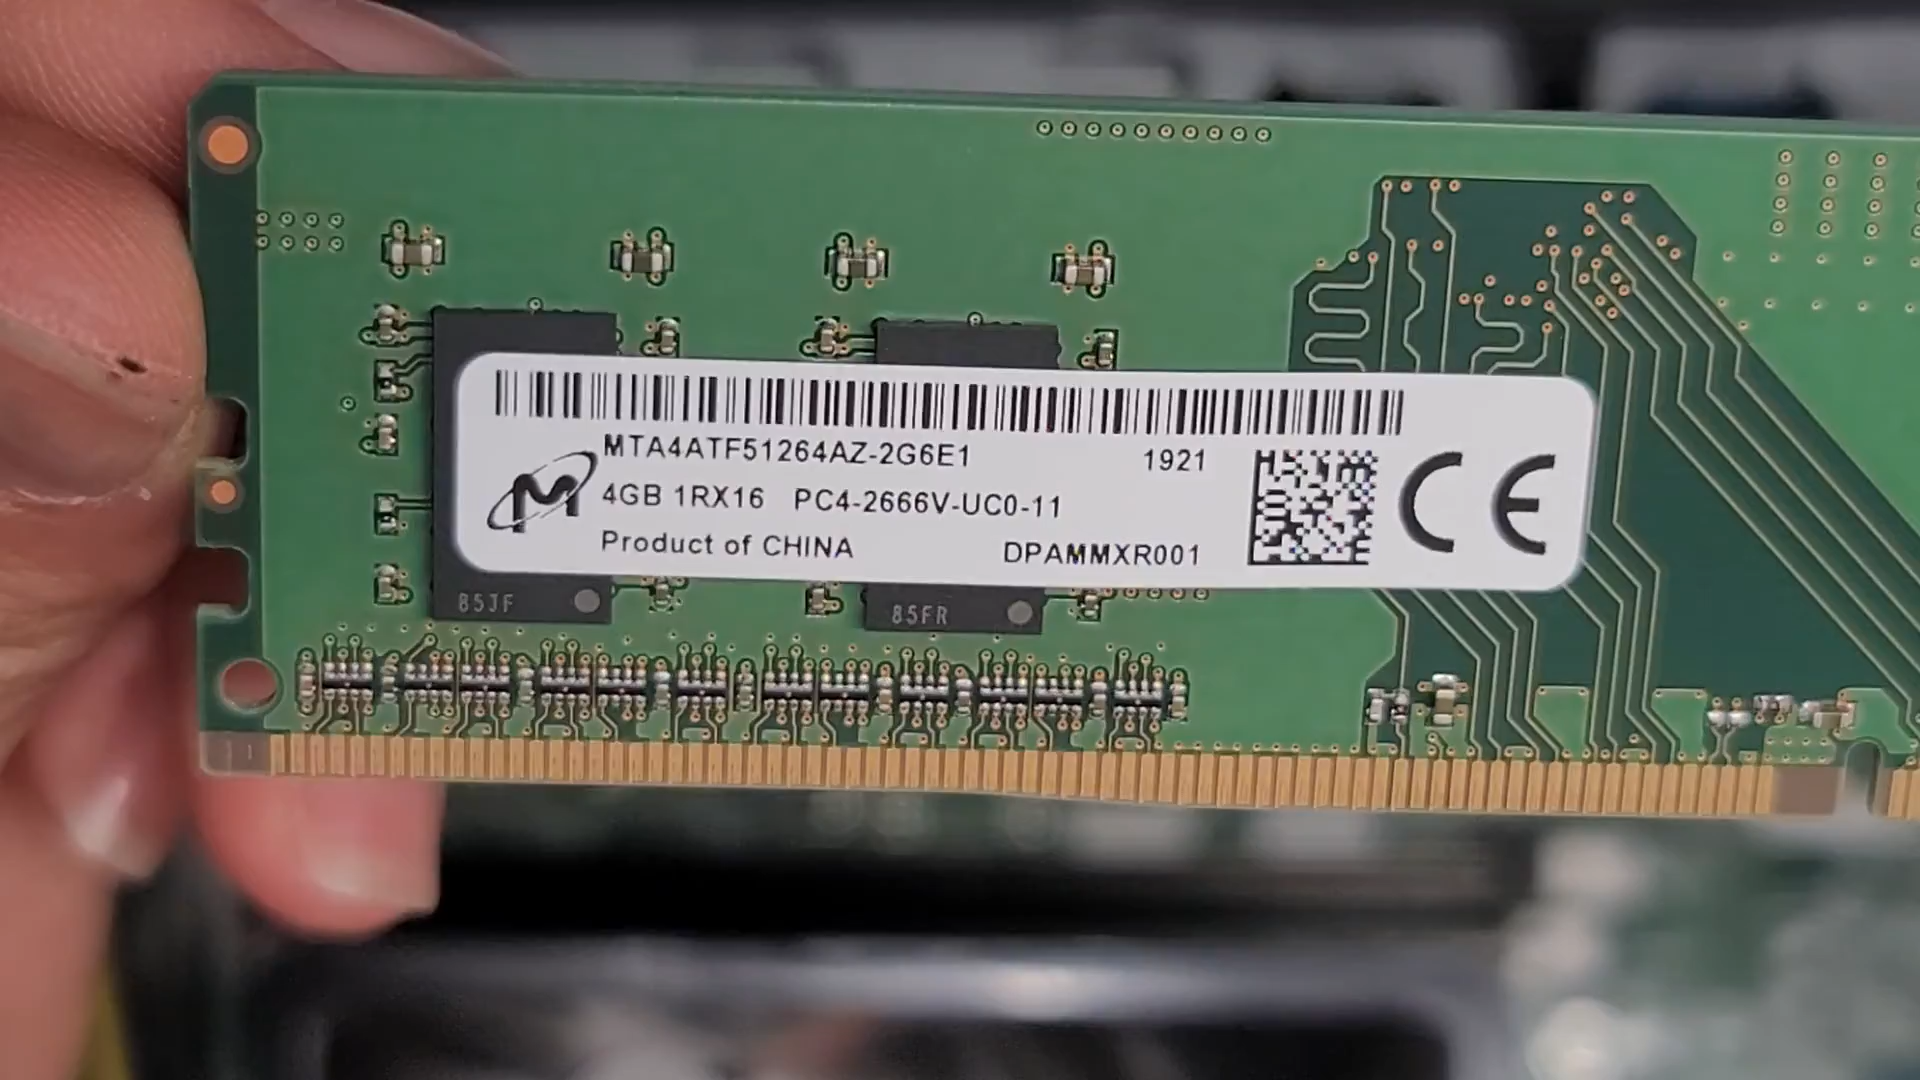 MTA4ATF51264AZ-2G6E1 1921
4GB 1RX16 PC4-2666V-UC0-11
Product of CHINA DPAMMXR001
CE
85JF 85FR